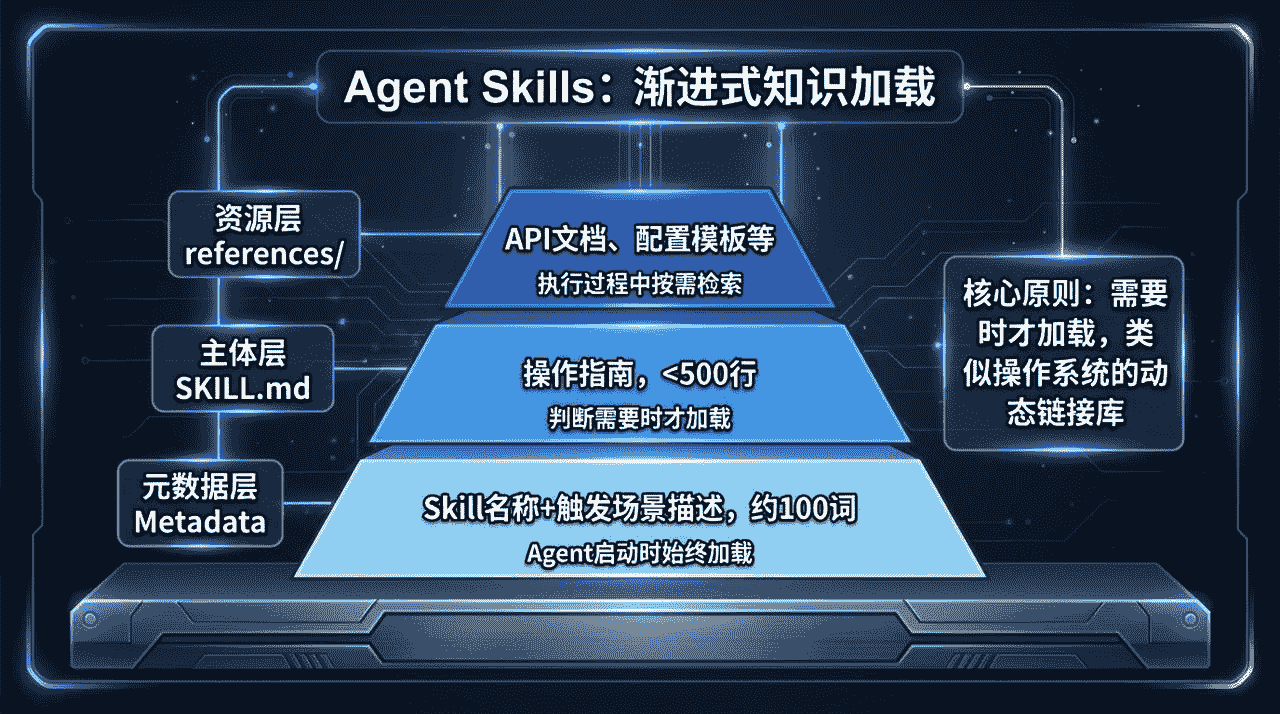 Agent Skills：渐进式知识加载
资源层
references/
API文档、配置模板等
执行过程中按需检索
主体层
SKILL.md
操作指南，<500行
判断需要时才加载
元数据层
Metadata
Skill名称+触发场景描述，约100词
Agent启动时始终加载
核心原则：需要
时才加载，类
似操作系统的动
态链接库